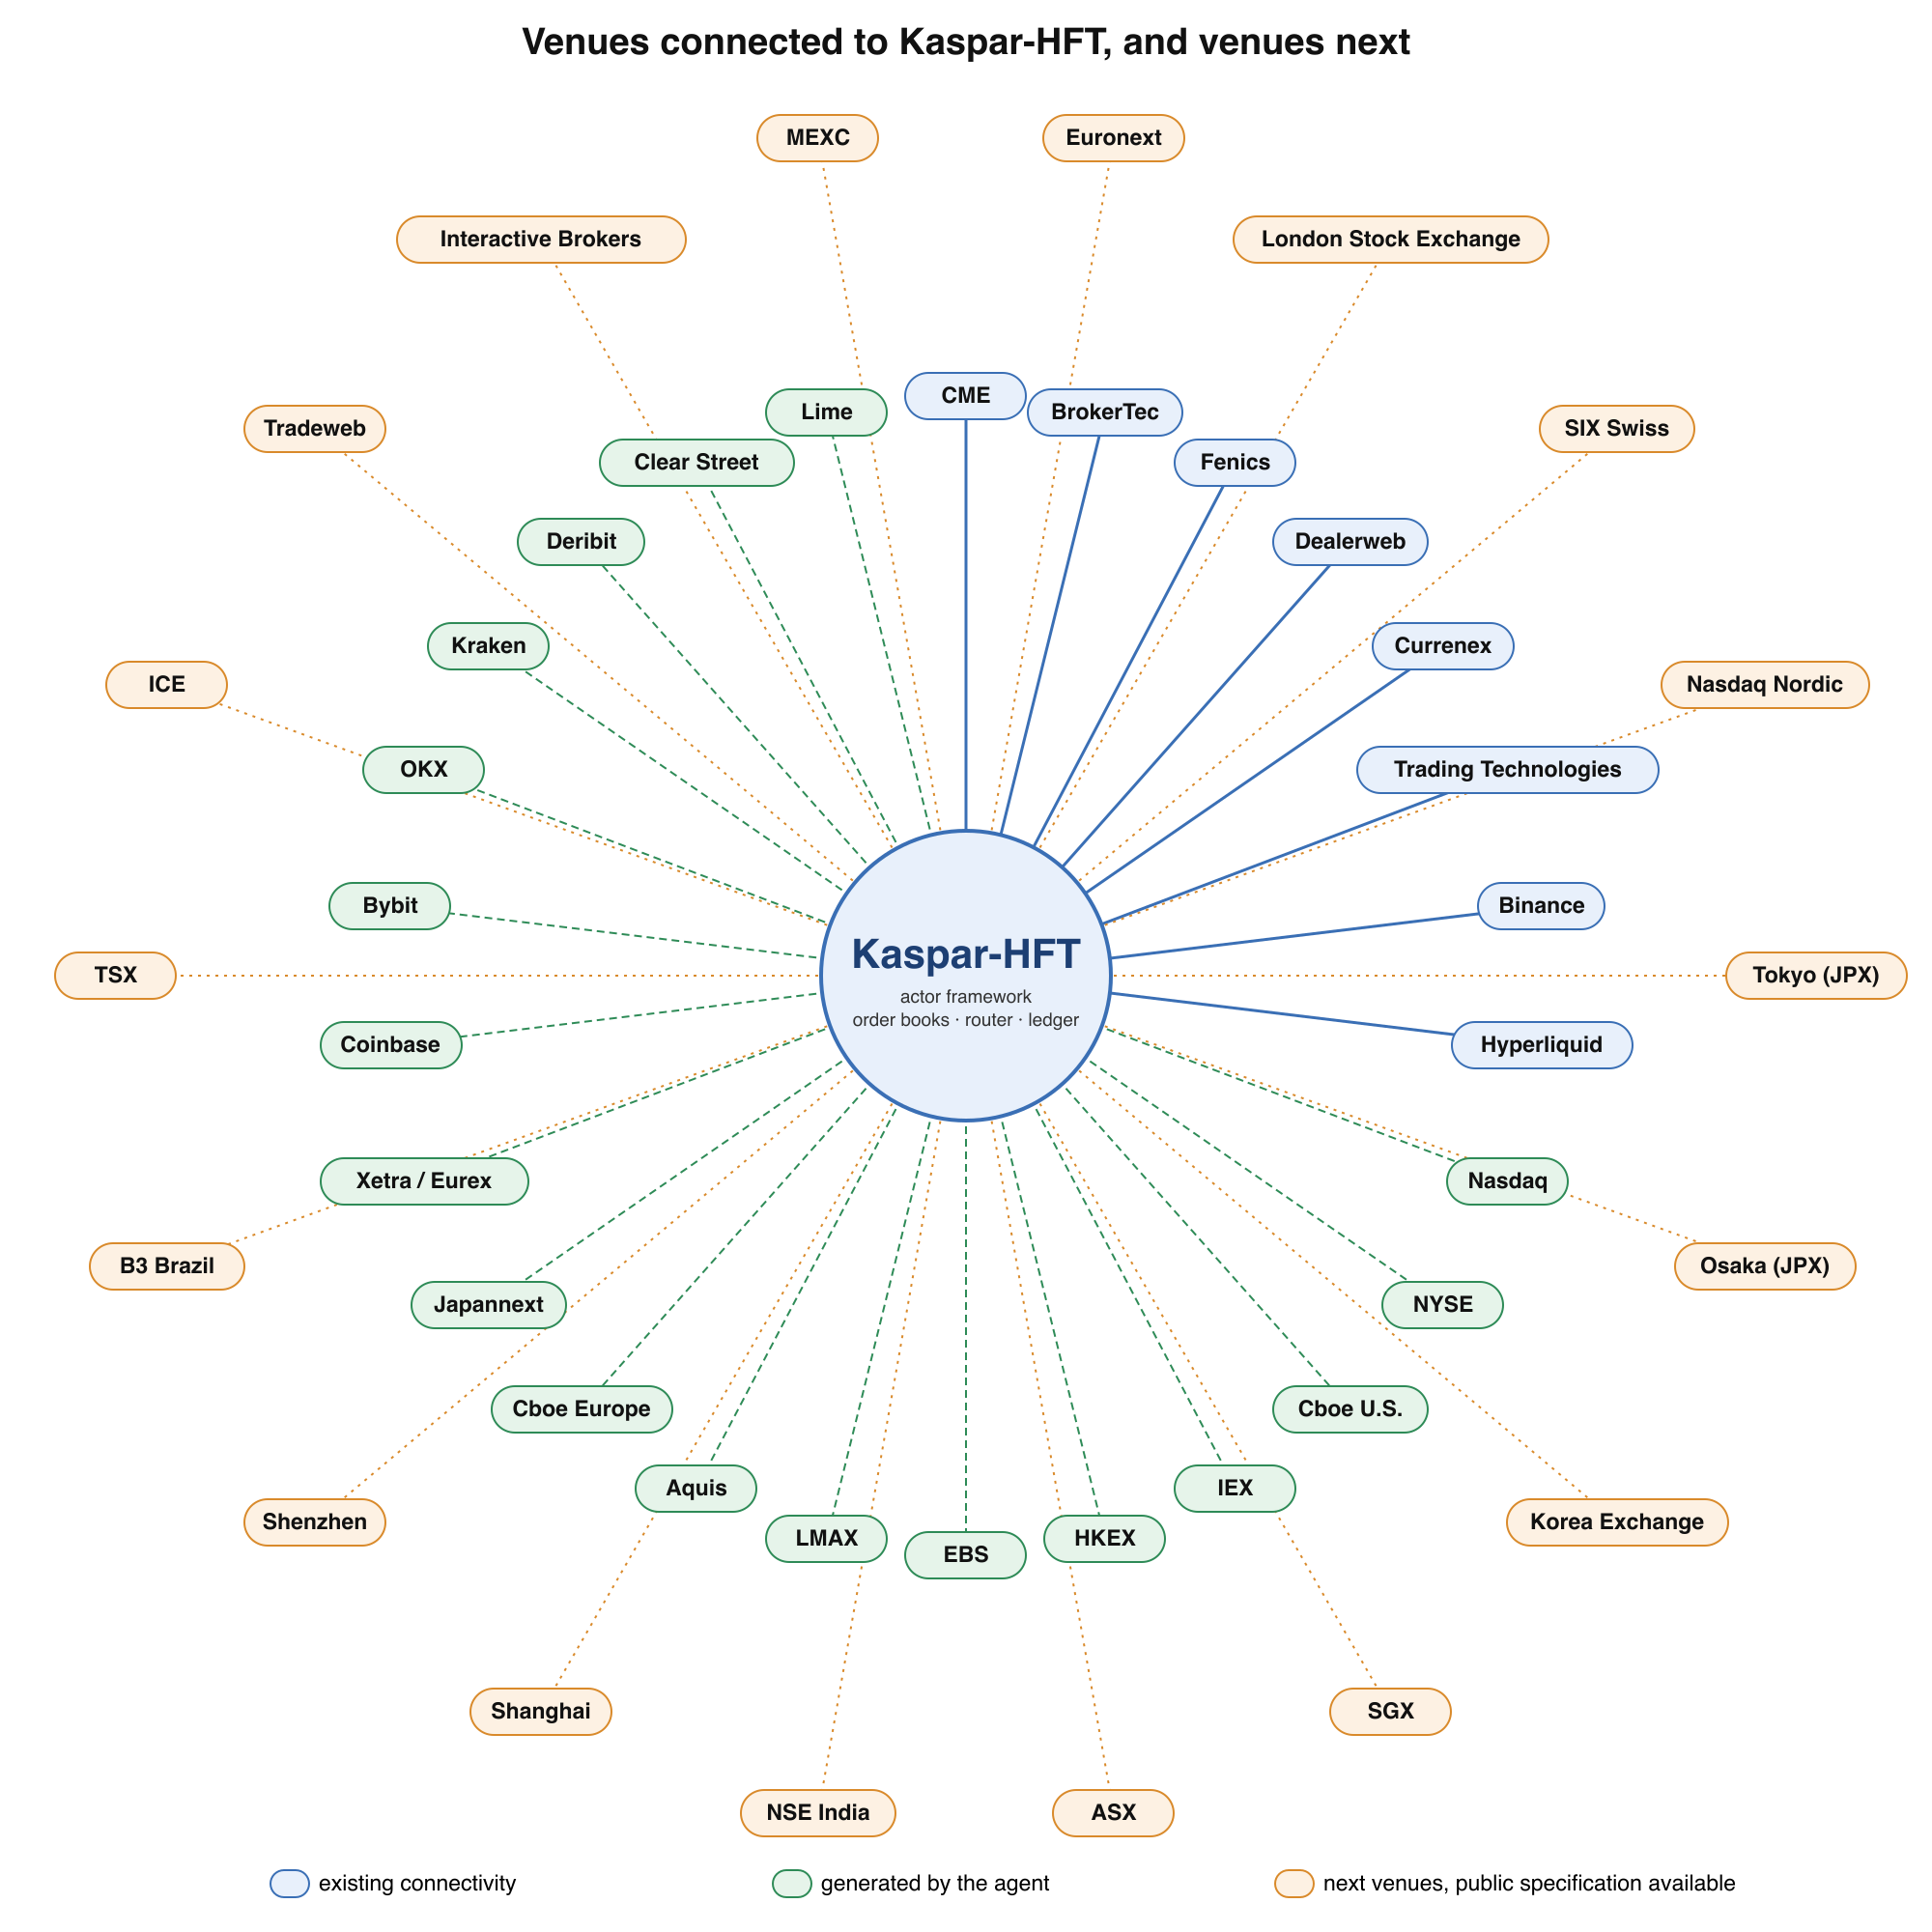 Venues connected to Kaspar-HFT, and venues next
MEXC
Euronext
Interactive Brokers
London Stock Exchange
CME
Lime
BrokerTec
Tradeweb
SIX Swiss
Clear Street
Fenics
Deribit
Dealerweb
Kraken
Currenex
ICE
Nasdaq Nordic
OKX
Trading Technologies
Bybit
Binance
Kaspar-HFT
actor framework
order books · router · ledger
TSX
Tokyo (JPX)
Coinbase
Hyperliquid
Xetra / Eurex
Nasdaq
B3 Brazil
Osaka (JPX)
Japannext
NYSE
Cboe Europe
Cboe U.S.
Aquis
IEX
Shenzhen
Korea Exchange
LMAX
HKEX
EBS
Shanghai
SGX
NSE India
ASX
existing connectivity
generated by the agent
next venues, public specification available